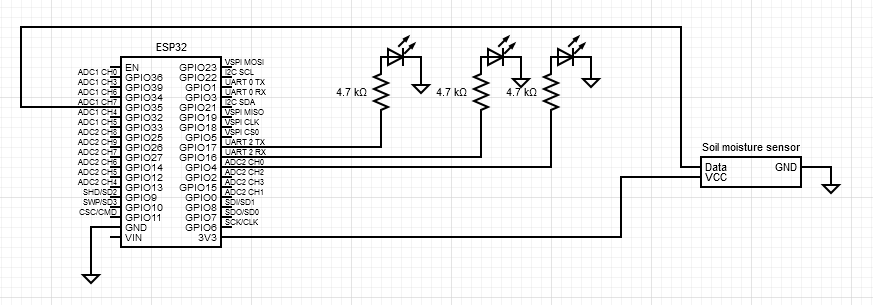 ESP32
EN GPIO23 VSPI MOSI
ADC1 CH0 GPIO36 GPIO22 I2C SCL
ADC1 CH3 GPIO39 GPIO1 UART 0 TX
ADC1 CH6 GPIO34 GPIO3 UART 0 RX
ADC1 CH7 GPIO35 GPIO21 I2C SDA
ADC1 CH4 GPIO32 GPIO19 VSPI MISO
ADC1 CH5 GPIO33 GPIO18 VSPI CLK
ADC2 CH8 GPIO25 GPIO5 VSPI CS0
ADC2 CH9 GPIO26 GPIO17 UART 2 TX
ADC2 CH7 GPIO27 GPIO16 UART 2 RX
ADC2 CH6 GPIO14 GPIO4 ADC2 CH0
ADC2 CH5 GPIO12 GPIO2 ADC2 CH2
ADC2 CH4 GPIO13 GPIO15 ADC2 CH3
SHD/SD2 GPIO9 GPIO0 ADC2 CH1
SWP/SD3 GPIO10 GPIO8 SDI/SD1
CSC/CMD GPIO11 GPIO7 SDO/SD0
GND GPIO6 SCK/CLK
VIN 3V3
4.7 kΩ
4.7 kΩ
4.7 kΩ
Soil moisture sensor
Data GND
VCC